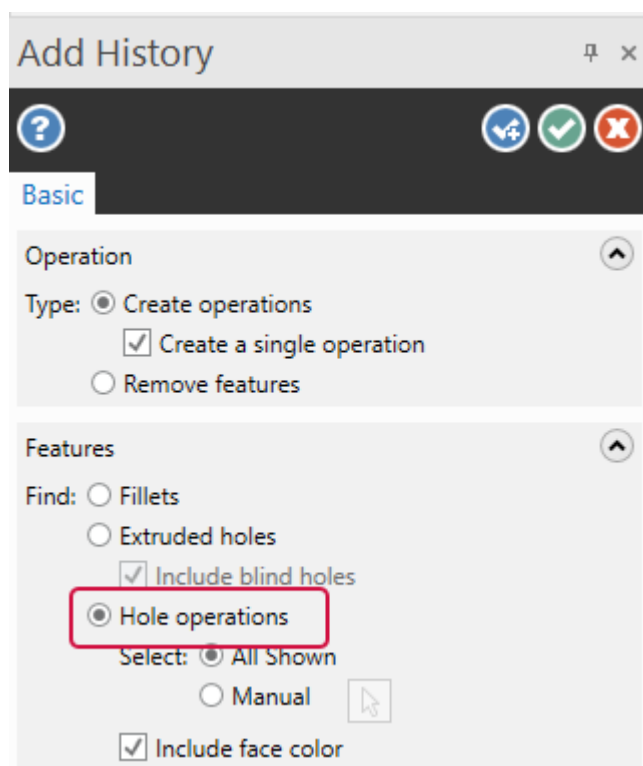 Add History
?
Basic
Operation
Type: Create operations
Create a single operation
Remove features
Features
Find: Fillets
Extruded holes
Include blind holes
Hole operations
Select: All Shown
Manual
Include face color